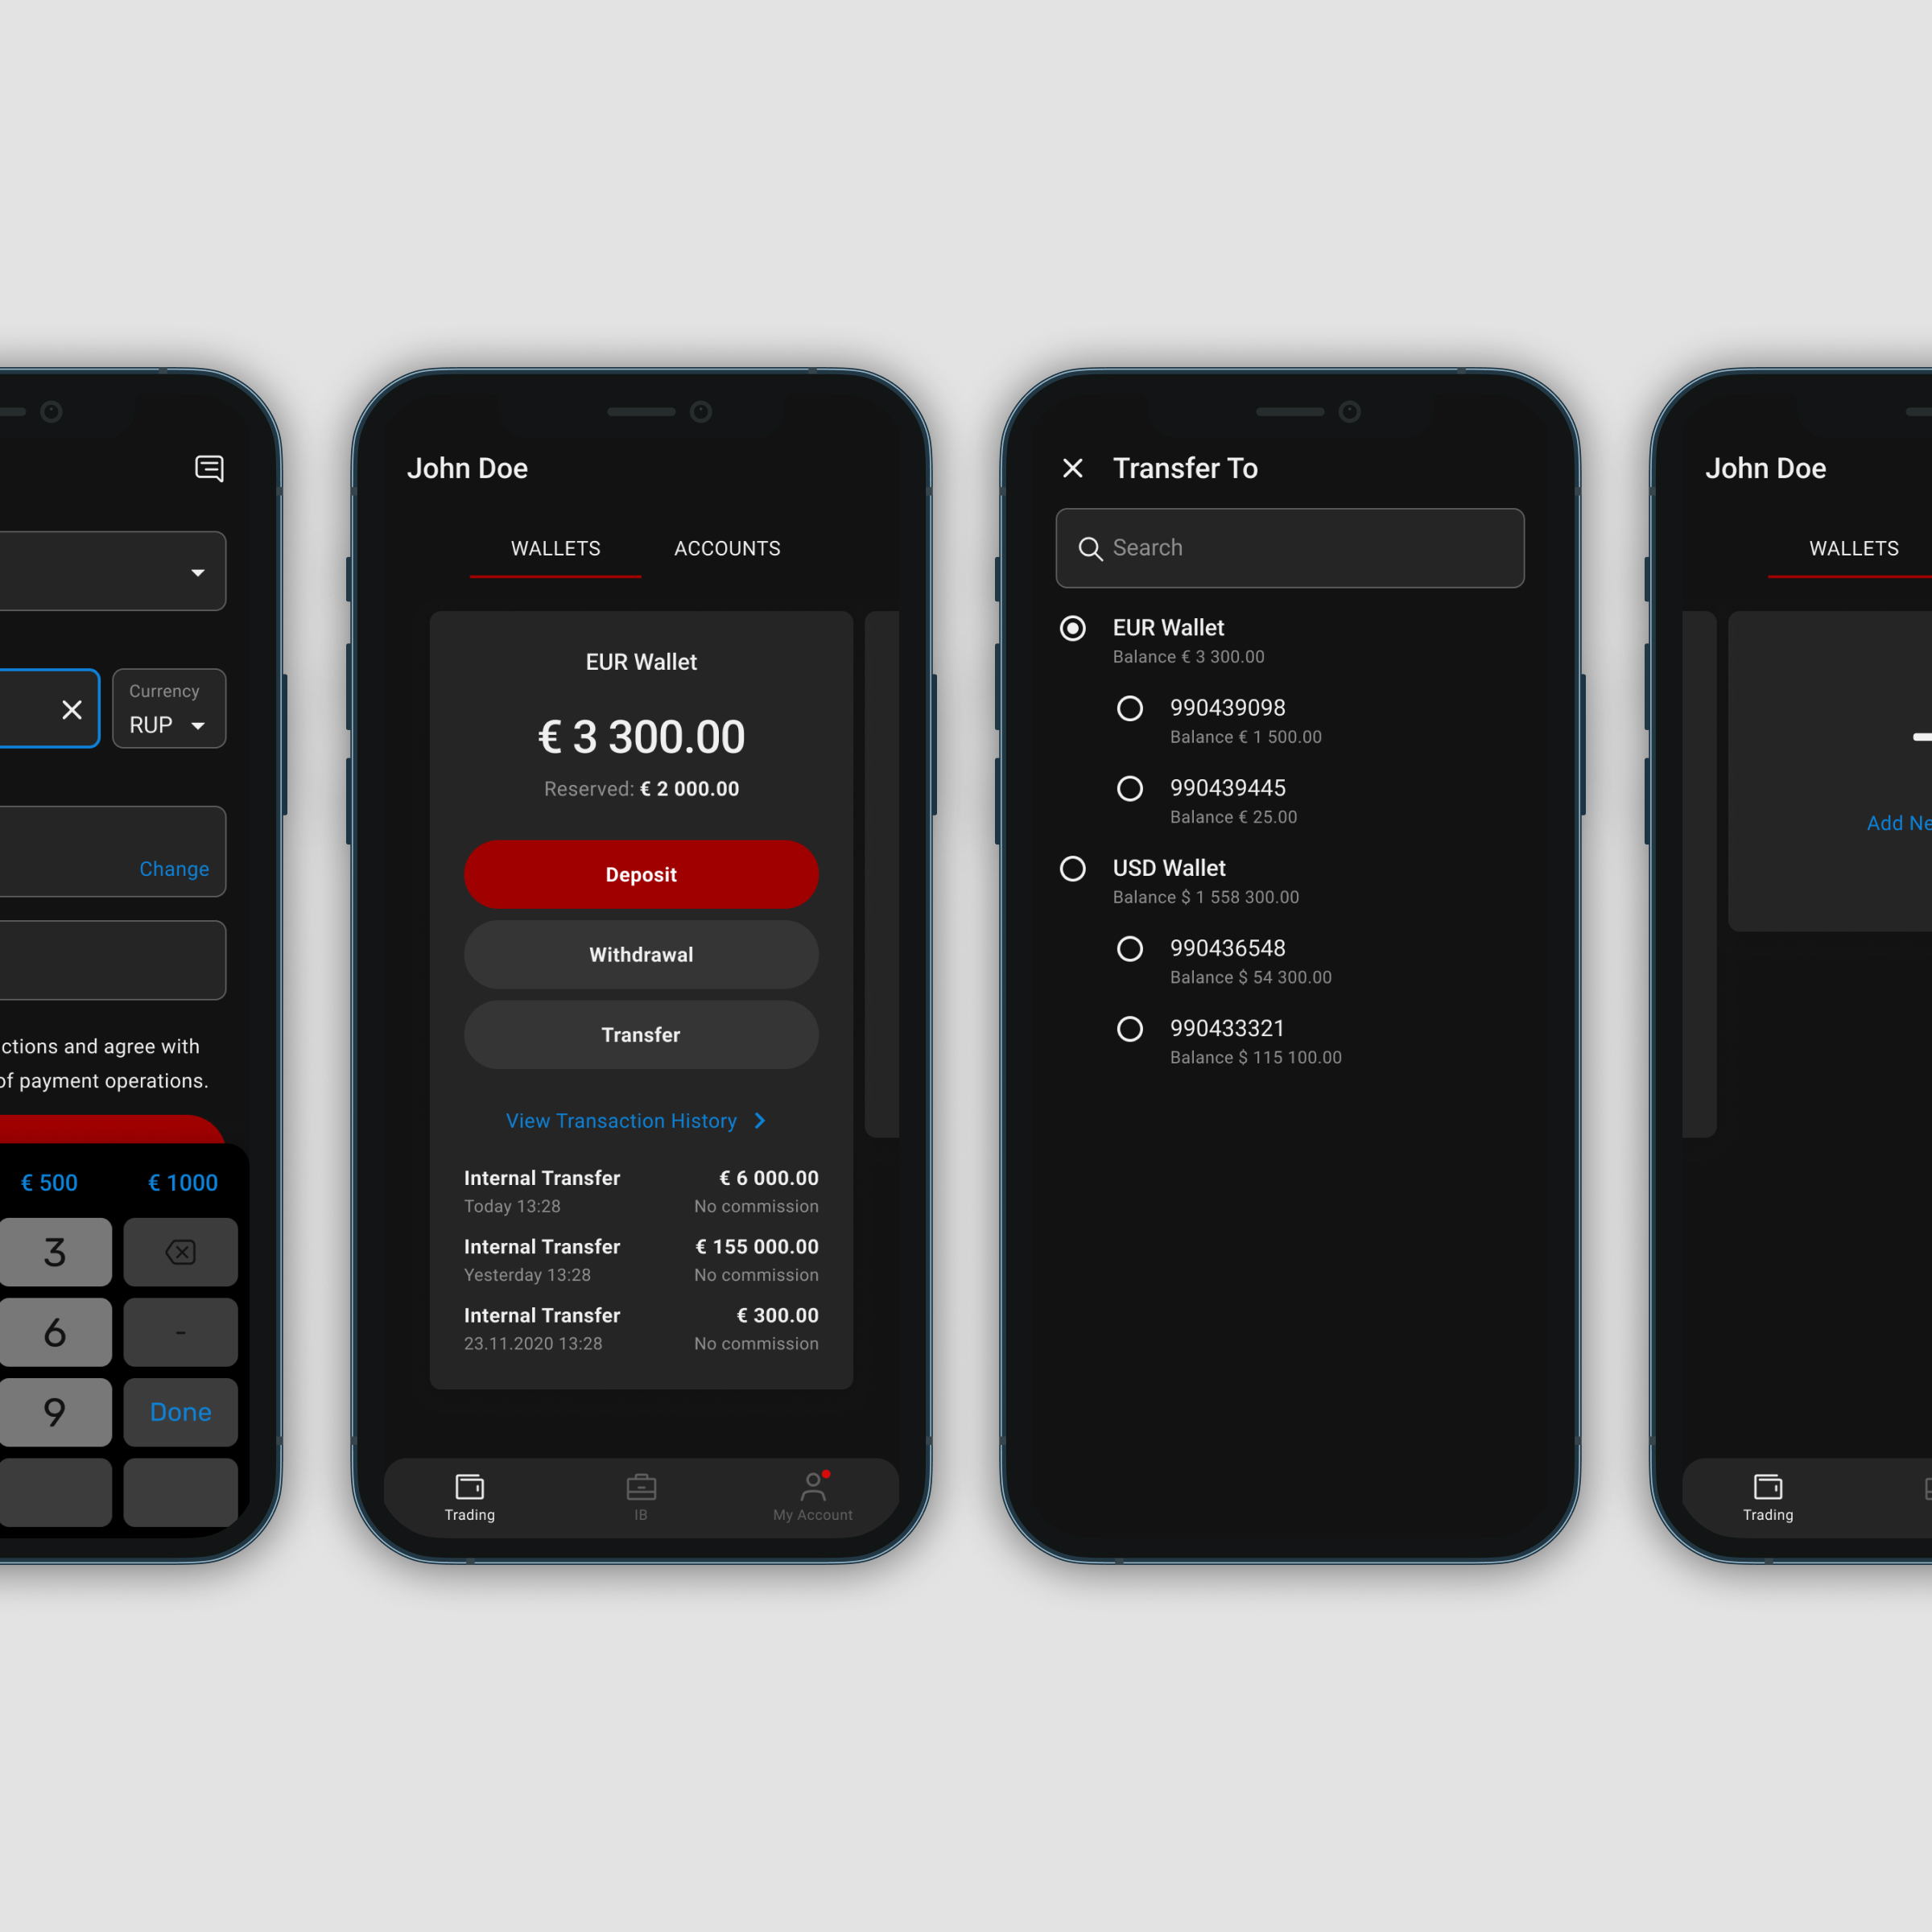 Currency
RUP
Change
ctions and agree with
of payment operations.
€ 500
€ 1000
3
6
-
9
Done
John Doe
WALLETS
ACCOUNTS
EUR Wallet
€ 3 300.00
Reserved: € 2 000.00
Deposit
Withdrawal
Transfer
View Transaction History
Internal Transfer € 6 000.00
Today 13:28 No commission
Internal Transfer € 155 000.00
Yesterday 13:28 No commission
Internal Transfer € 300.00
23.11.2020 13:28 No commission
Trading
IB
My Account
Transfer To
Search
EUR Wallet
Balance € 3 300.00
990439098
Balance € 1 500.00
990439445
Balance € 25.00
USD Wallet
Balance $ 1 558 300.00
990436548
Balance $ 54 300.00
990433321
Balance $ 115 100.00
John Doe
WALLETS
Add Ne
Trading